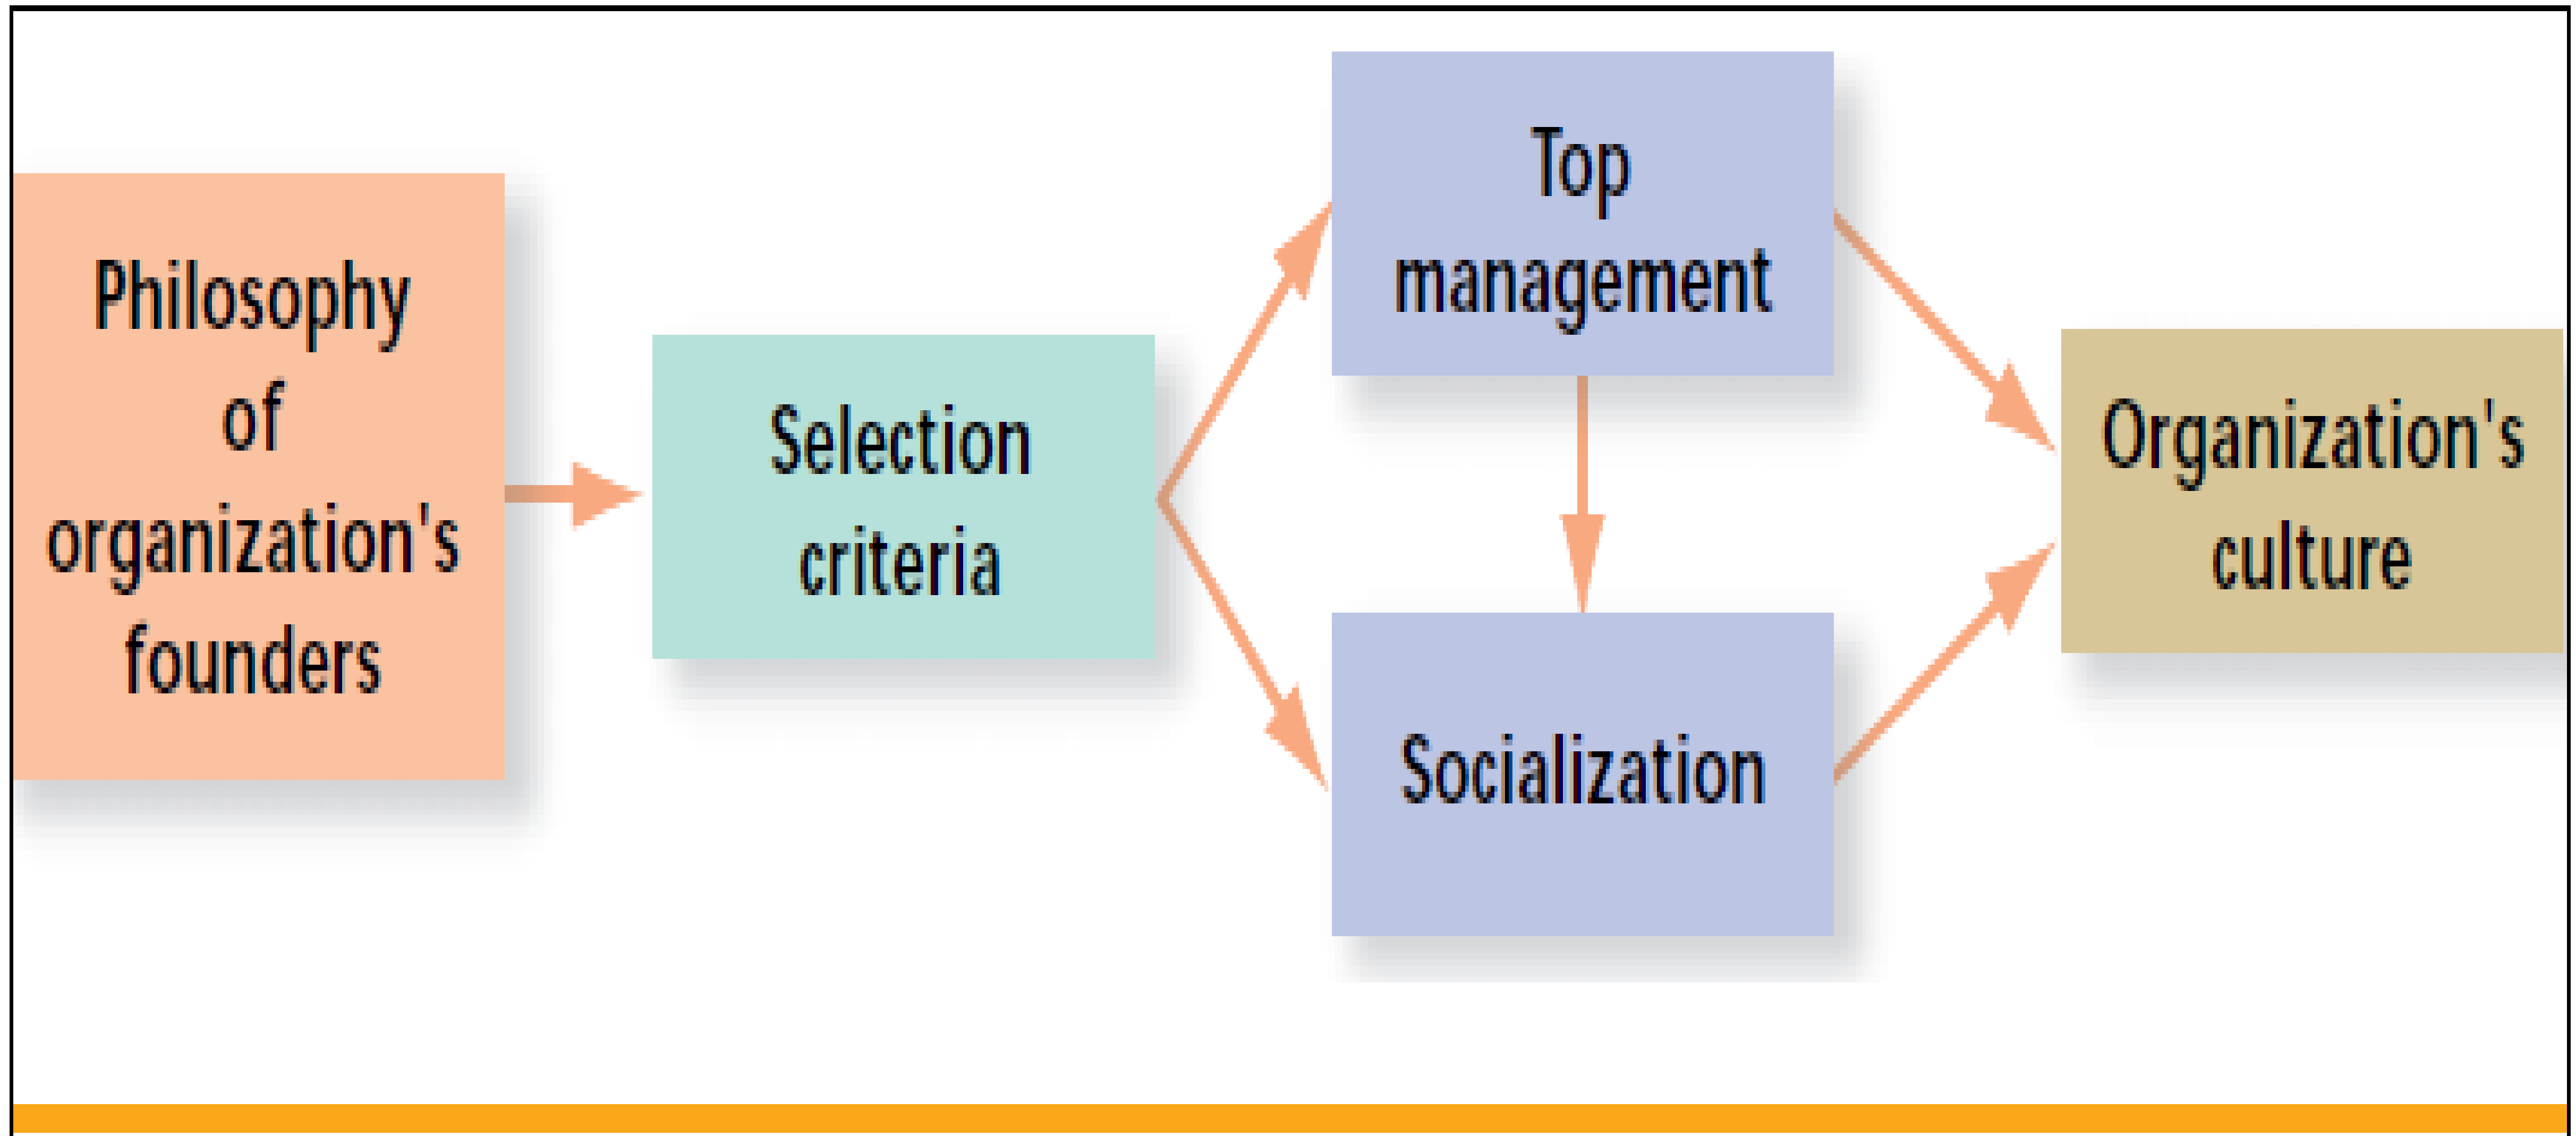 Philosophy
of
organization's
founders
Selection
criteria
Top
management
Socialization
Organization's
culture